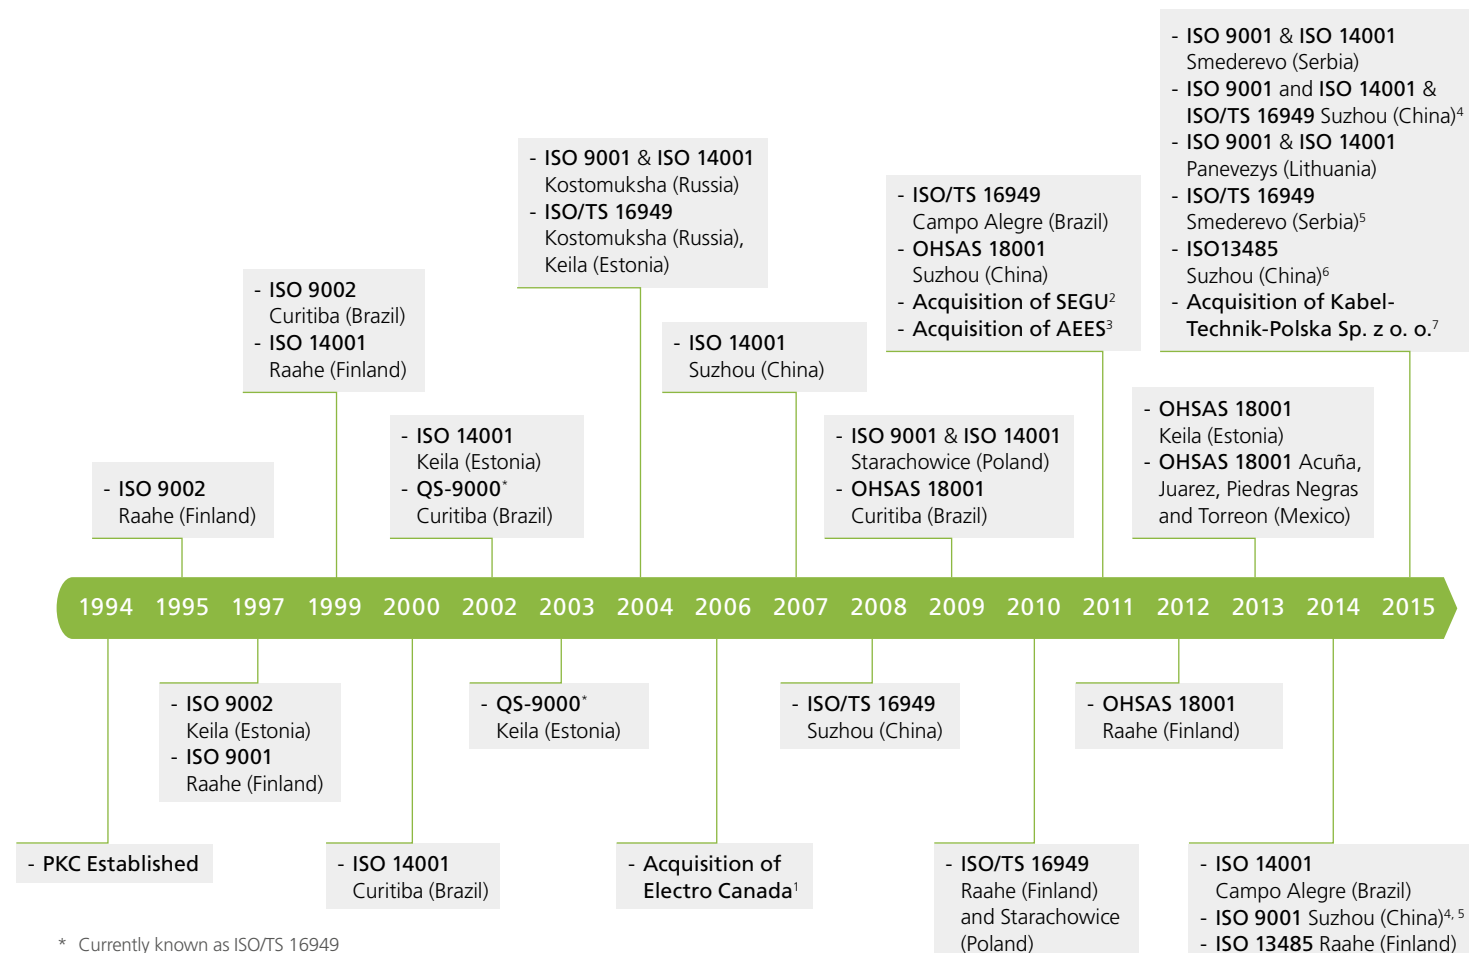 - ISO 9001 & ISO 14001
Smederevo (Serbia)
- ISO 9001 and ISO 14001 &
ISO/TS 16949 Suzhou (China)4
- ISO 9001 & ISO 14001
Panevezys (Lithuania)
- ISO/TS 16949
Smederevo (Serbia)5
- ISO13485
Suzhou (China)6
- Acquisition of Kabel-
Technik-Polska Sp. z o. o.7
- ISO 9001 & ISO 14001
Kostomuksha (Russia)
- ISO/TS 16949
Kostomuksha (Russia),
Keila (Estonia)
- ISO/TS 16949
Campo Alegre (Brazil)
- OHSAS 18001
Suzhou (China)
- Acquisition of SEGU2
- Acquisition of AEES3
- ISO 9002
Curitiba (Brazil)
- ISO 14001
Raahe (Finland)
- ISO 14001
Suzhou (China)
- OHSAS 18001
Keila (Estonia)
- OHSAS 18001 Acuña,
Juarez, Piedras Negras
and Torreon (Mexico)
- ISO 14001
Keila (Estonia)
- QS-9000*
Curitiba (Brazil)
- ISO 9001 & ISO 14001
Starachowice (Poland)
- OHSAS 18001
Curitiba (Brazil)
- ISO 9002
Raahe (Finland)
1994 1995 1997 1999 2000 2002 2003 2004 2006 2007 2008 2009 2010 2011 2012 2013 2014 2015
- ISO 9002
Keila (Estonia)
- ISO 9001
Raahe (Finland)
- QS-9000*
Keila (Estonia)
- ISO/TS 16949
Suzhou (China)
- OHSAS 18001
Raahe (Finland)
- PKC Established
- ISO 14001
Curitiba (Brazil)
- Acquisition of
Electro Canada1
- ISO/TS 16949
Raahe (Finland)
and Starachowice
(Poland)
- ISO 14001
Campo Alegre (Brazil)
- ISO 9001 Suzhou (China)4, 5
- ISO 13485 Raahe (Finland)
* Currently known as ISO/TS 16949